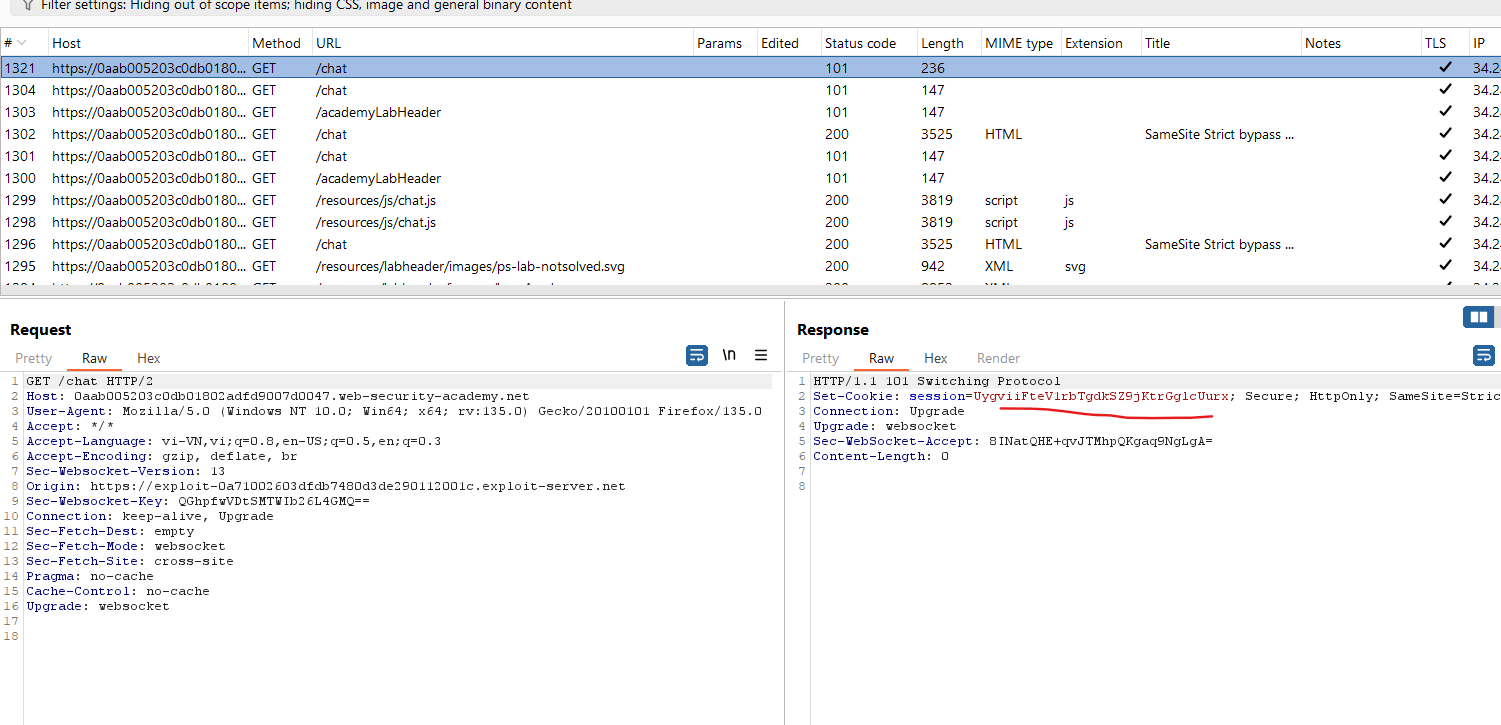 Filter settings: Hiding out of scope items; hiding CSS, image and general binary content
# Host Method URL Params Edited Status code Length MIME type Extension Title Notes TLS IP
1321 https://0aab005203c0db0180... GET /chat 101 236 34.2
1304 https://0aab005203c0db0180... GET /chat 101 147 34.2
1303 https://0aab005203c0db0180... GET /academyLabHeader 101 147 34.2
1302 https://0aab005203c0db0180... GET /chat 200 3525 HTML SameSite Strict bypass ... 34.2
1301 https://0aab005203c0db0180... GET /chat 101 147 34.2
1300 https://0aab005203c0db0180... GET /academyLabHeader 101 147 34.2
1299 https://0aab005203c0db0180... GET /resources/js/chat.js 200 3819 script js 34.2
1298 https://0aab005203c0db0180... GET /resources/js/chat.js 200 3819 script js 34.2
1296 https://0aab005203c0db0180... GET /chat 200 3525 HTML SameSite Strict bypass ... 34.2
1295 https://0aab005203c0db0180... GET /resources/labheader/images/ps-lab-notsolved.svg 200 942 XML svg 34.2
Request
Pretty Raw Hex \n
1 GET /chat HTTP/2
2 Host: 0aab005203c0db01802adfd9007d0047.web-security-academy.net
3 User-Agent: Mozilla/5.0 (Windows NT 10.0; Win64; x64; rv:135.0) Gecko/20100101 Firefox/135.0
4 Accept: */*
5 Accept-Language: vi-VN,vi;q=0.8,en-US;q=0.5,en;q=0.3
6 Accept-Encoding: gzip, deflate, br
7 Sec-Websocket-Version: 13
8 Origin: https://exploit-0a71002603dfdb7480d3de290112001c.exploit-server.net
9 Sec-Websocket-Key: QGhpfwVDtSMTWIb26L4GMQ==
10 Connection: keep-alive, Upgrade
11 Sec-Fetch-Dest: empty
12 Sec-Fetch-Mode: websocket
13 Sec-Fetch-Site: cross-site
14 Pragma: no-cache
15 Cache-Control: no-cache
16 Upgrade: websocket
17
18
Response
Pretty Raw Hex Render
1 HTTP/1.1 101 Switching Protocol
2 Set-Cookie: session=UygviiFteV1rbTgdkSZ9jKtrGglcUurx; Secure; HttpOnly; SameSite=Stric
3 Connection: Upgrade
4 Upgrade: websocket
5 Sec-WebSocket-Accept: 8INatQHE+qvJTMhpQKgaq9NgLgA=
6 Content-Length: 0
7
8